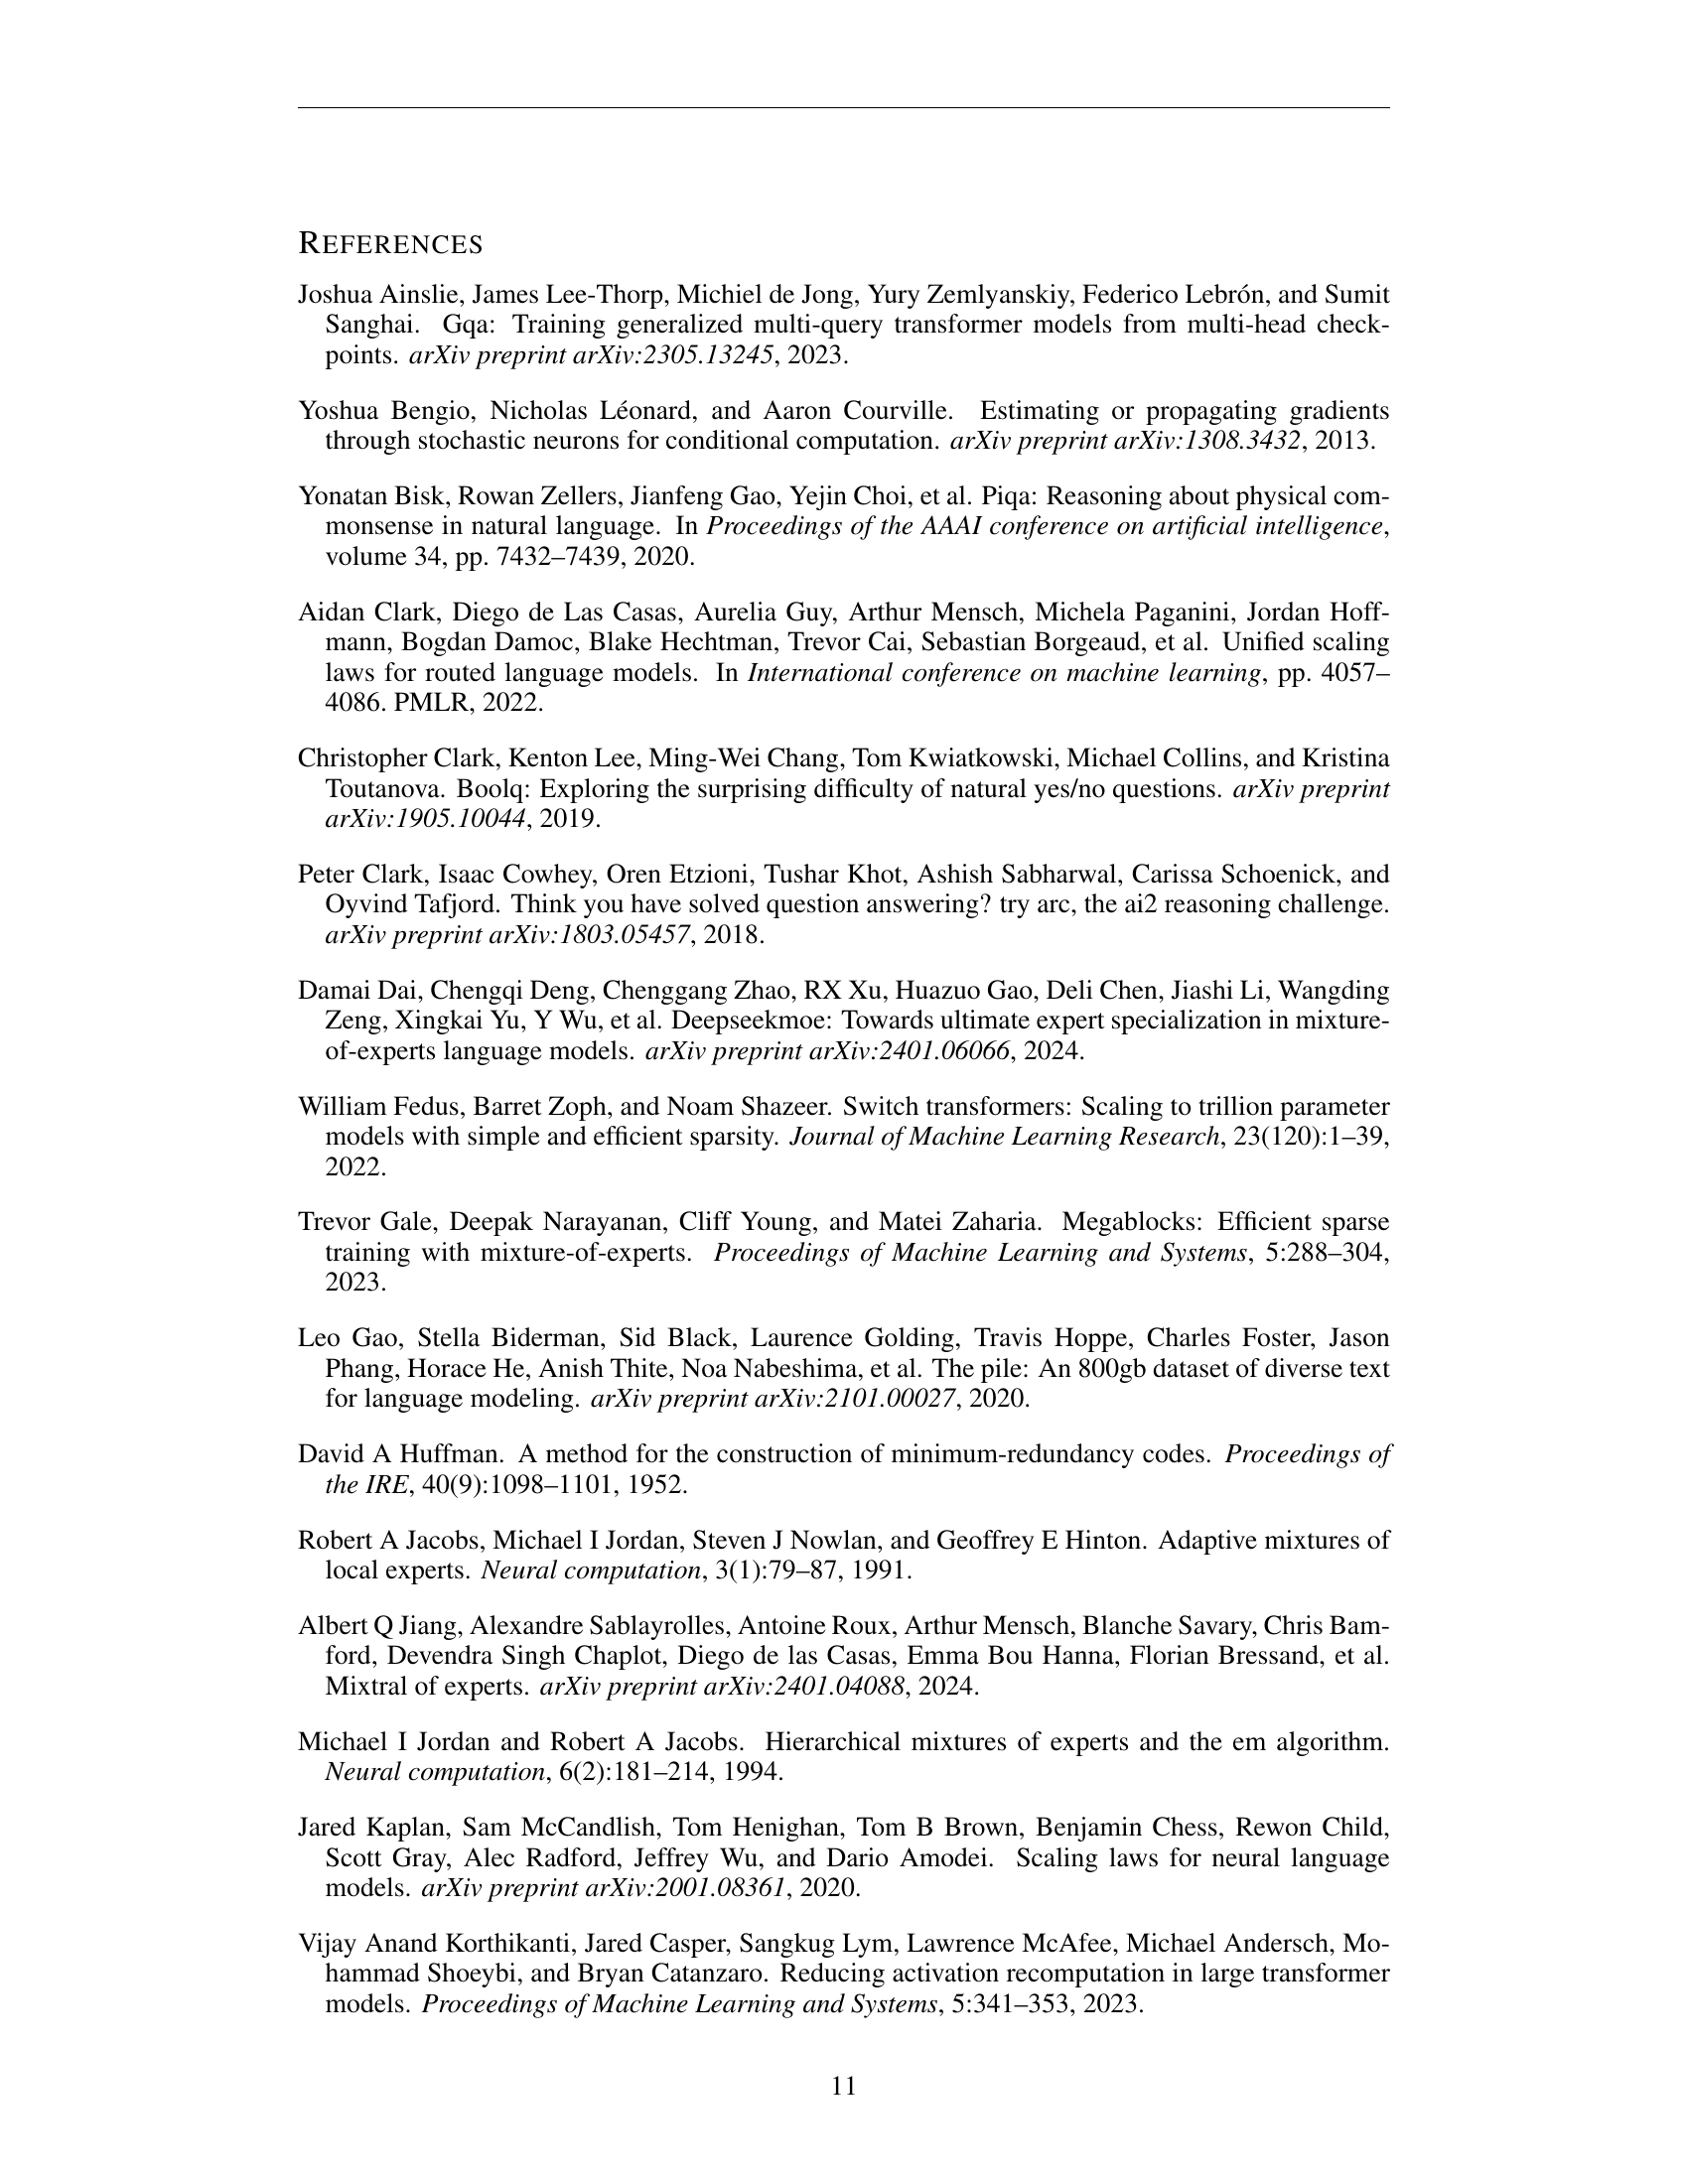 REFERENCES
Joshua Ainslie, James Lee-Thorp, Michiel de Jong, Yury Zemlyanskiy, Federico Lebrón, and Sumit
Sanghai. Gqa: Training generalized multi-query transformer models from multi-head check-
points. arXiv preprint arXiv:2305.13245, 2023.
Yoshua Bengio, Nicholas Léonard, and Aaron Courville. Estimating or propagating gradients
through stochastic neurons for conditional computation. arXiv preprint arXiv:1308.3432, 2013.
Yonatan Bisk, Rowan Zellers, Jianfeng Gao, Yejin Choi, et al. Piqa: Reasoning about physical com-
monsense in natural language. In Proceedings of the AAAI conference on artificial intelligence,
volume 34, pp. 7432–7439, 2020.
Aidan Clark, Diego de Las Casas, Aurelia Guy, Arthur Mensch, Michela Paganini, Jordan Hoff-
mann, Bogdan Damoc, Blake Hechtman, Trevor Cai, Sebastian Borgeaud, et al. Unified scaling
laws for routed language models. In International conference on machine learning, pp. 4057–
4086. PMLR, 2022.
Christopher Clark, Kenton Lee, Ming-Wei Chang, Tom Kwiatkowski, Michael Collins, and Kristina
Toutanova. Boolq: Exploring the surprising difficulty of natural yes/no questions. arXiv preprint
arXiv:1905.10044, 2019.
Peter Clark, Isaac Cowhey, Oren Etzioni, Tushar Khot, Ashish Sabharwal, Carissa Schoenick, and
Oyvind Tafjord. Think you have solved question answering? try arc, the ai2 reasoning challenge.
arXiv preprint arXiv:1803.05457, 2018.
Damai Dai, Chengqi Deng, Chenggang Zhao, RX Xu, Huazuo Gao, Deli Chen, Jiashi Li, Wangding
Zeng, Xingkai Yu, Y Wu, et al. Deepseekmoe: Towards ultimate expert specialization in mixture-
of-experts language models. arXiv preprint arXiv:2401.06066, 2024.
William Fedus, Barret Zoph, and Noam Shazeer. Switch transformers: Scaling to trillion parameter
models with simple and efficient sparsity. Journal of Machine Learning Research, 23(120):1–39,
2022.
Trevor Gale, Deepak Narayanan, Cliff Young, and Matei Zaharia. Megablocks: Efficient sparse
training with mixture-of-experts. Proceedings of Machine Learning and Systems, 5:288–304,
2023.
Leo Gao, Stella Biderman, Sid Black, Laurence Golding, Travis Hoppe, Charles Foster, Jason
Phang, Horace He, Anish Thite, Noa Nabeshima, et al. The pile: An 800gb dataset of diverse text
for language modeling. arXiv preprint arXiv:2101.00027, 2020.
David A Huffman. A method for the construction of minimum-redundancy codes. Proceedings of
the IRE, 40(9):1098–1101, 1952.
Robert A Jacobs, Michael I Jordan, Steven J Nowlan, and Geoffrey E Hinton. Adaptive mixtures of
local experts. Neural computation, 3(1):79–87, 1991.
Albert Q Jiang, Alexandre Sablayrolles, Antoine Roux, Arthur Mensch, Blanche Savary, Chris Bam-
ford, Devendra Singh Chaplot, Diego de las Casas, Emma Bou Hanna, Florian Bressand, et al.
Mixtral of experts. arXiv preprint arXiv:2401.04088, 2024.
Michael I Jordan and Robert A Jacobs. Hierarchical mixtures of experts and the em algorithm.
Neural computation, 6(2):181–214, 1994.
Jared Kaplan, Sam McCandlish, Tom Henighan, Tom B Brown, Benjamin Chess, Rewon Child,
Scott Gray, Alec Radford, Jeffrey Wu, and Dario Amodei. Scaling laws for neural language
models. arXiv preprint arXiv:2001.08361, 2020.
Vijay Anand Korthikanti, Jared Casper, Sangkug Lym, Lawrence McAfee, Michael Andersch, Mo-
hammad Shoeybi, and Bryan Catanzaro. Reducing activation recomputation in large transformer
models. Proceedings of Machine Learning and Systems, 5:341–353, 2023.
11